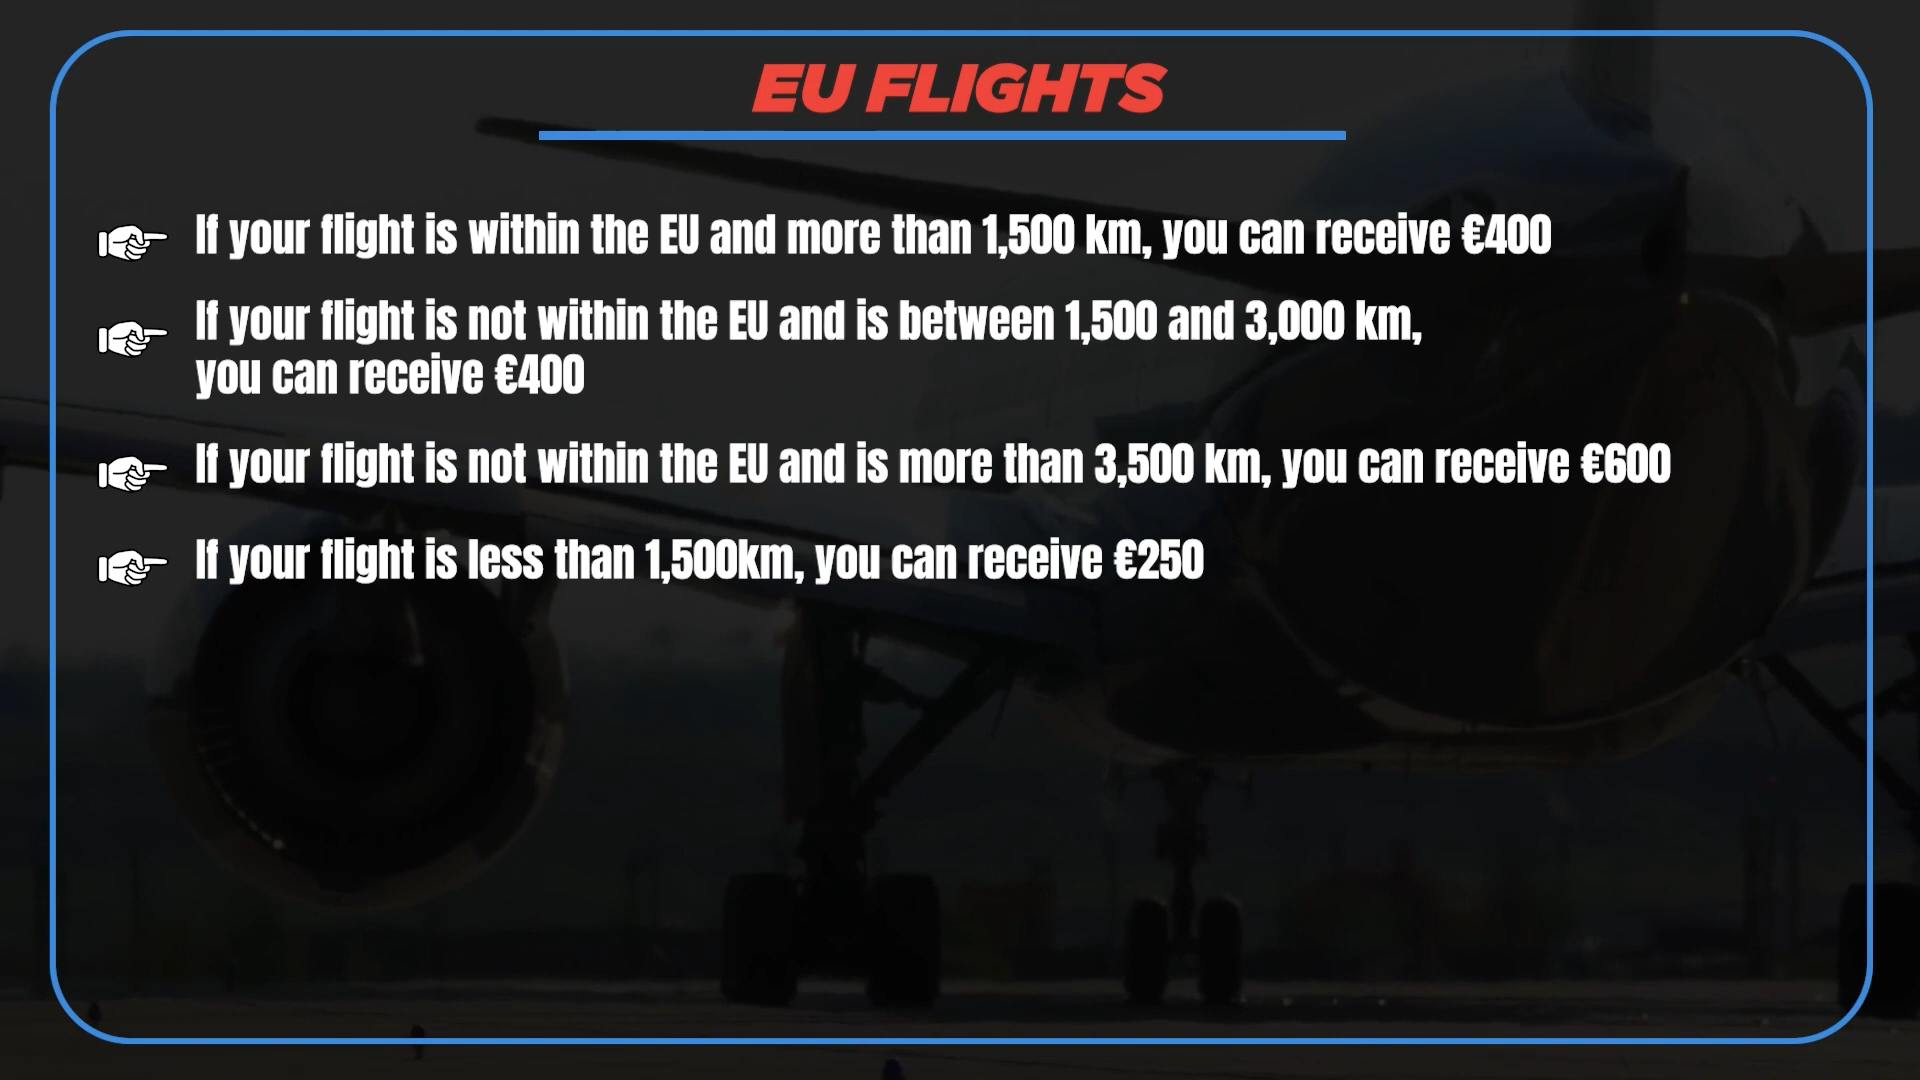 EU FLIGHTS
If your flight is within the EU and more than 1,500 km, you can receive €400
If your flight is not within the EU and is between 1,500 and 3,000 km,
you can receive €400
If your flight is not within the EU and is more than 3,500 km, you can receive €600
If your flight is less than 1,500km, you can receive €250